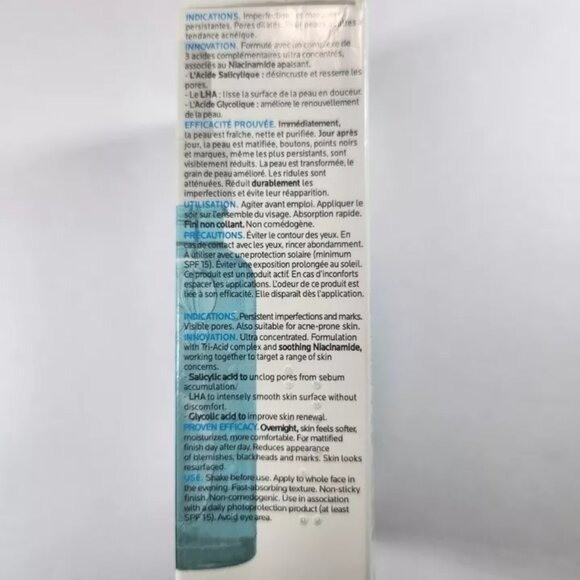 INDICATIONS. Imperfections et marques
persistantes. Pores dilatés. Pour peaux grasses à
tendance acnéique.
INNOVATION. Formulé avec un complexe de
3 acides complémentaires ultra concentrés,
associés au Niacinamide apaisant.
- L'Acide Salicylique : désincruste et resserre les
pores.
- Le LHA : lisse la surface de la peau en douceur.
- L'Acide Glycolique : améliore le renouvellement
de la peau.
EFFICACITÉ PROUVÉE. Immédiatement,
la peau est fraîche, nette et purifiée. Jour après
jour, la peau est matifiée, boutons, points noirs
et marques, même les plus persistants, sont
visiblement réduits. La peau est transformée, le
grain de peau amélioré. Les ridules sont
atténuées. Réduit durablement les
imperfections et évite leur réapparition.
UTILISATION. Agiter avant emploi. Appliquer le
soir sur l'ensemble du visage. Absorption rapide.
Fini non collant. Non comédogène.
PRÉCAUTIONS. Éviter le contour des yeux. En
cas de contact avec les yeux, rincer abondamment.
À utiliser avec une protection solaire (minimum
SPF 15). Éviter une exposition prolongée au soleil.
Ce produit est un produit actif. En cas d'inconforts
espacer les applications. L'odeur de ce produit est
liée à son efficacité. Elle disparaît dès l'application.
INDICATIONS. Persistent imperfections and marks.
Visible pores. Also suitable for acne-prone skin.
INNOVATION. Ultra concentrated. Formulation
with Tri-Acid complex and soothing Niacinamide,
working together to target a range of skin
concerns.
- Salicylic acid to unclog pores from sebum
accumulation.
- LHA to intensely smooth skin surface without
discomfort.
- Glycolic acid to improve skin renewal.
PROVEN EFFICACY. Overnight, skin feels softer,
moisturized, more comfortable. For mattified
finish day after day. Reduces appearance
of blemishes, blackheads and marks. Skin looks
resurfaced.
USE. Shake before use. Apply to whole face in
the evening. Fast-absorbing texture. Non-sticky
finish. Non-comedogenic. Use in association
with a daily photoprotection product (at least
SPF 15). Avoid eye area.